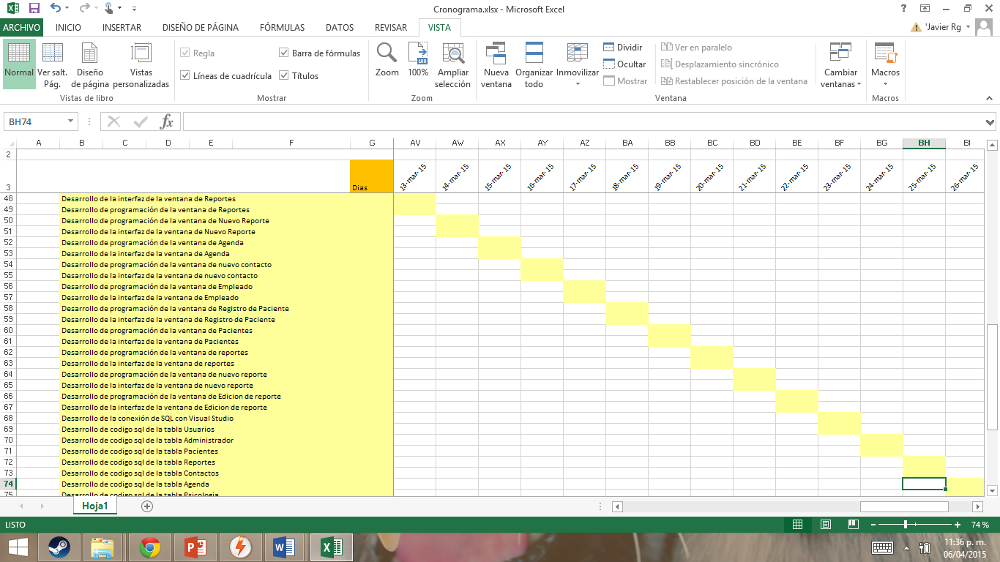 Cronograma.xlsx - Microsoft Excel
ARCHIVO INICIO INSERTAR DISEÑO DE PÁGINA FÓRMULAS DATOS REVISAR VISTA 'Javier Rg
Normal Ver salt. Pág. Diseño de página Vistas personalizadas
Vistas de libro
Regla Barra de fórmulas
Líneas de cuadrícula Títulos
Mostrar
Zoom 100% Ampliar selección
Zoom
Nueva ventana Organizar todo Inmovilizar
Dividir
Ocultar
Mostrar
Ver en paralelo
Desplazamiento sincrónico
Restablecer posición de la ventana
Cambiar ventanas
Ventana
Macros
Macros
BH74 fx
A B C D E F G AV AW AX AY AZ BA BB BC BD BE BF BG BH BI
2
3 Dias 13-mar-15 14-mar-15 15-mar-15 16-mar-15 17-mar-15 18-mar-15 19-mar-15 20-mar-15 21-mar-15 22-mar-15 23-mar-15 24-mar-15 25-mar-15 26-mar-15
48 Desarrollo de la interfaz de la ventana de Reportes
49 Desarrollo de programación de la ventana de Reportes
50 Desarrollo de programación de la ventana de Nuevo Reporte
51 Desarrollo de la interfaz de la ventana de Nuevo Reporte
52 Desarrollo de programación de la ventana de Agenda
53 Desarrollo de la interfaz de la ventana de Agenda
54 Desarrollo de programación de la ventana de nuevo contacto
55 Desarrollo de la interfaz de la ventana de nuevo contacto
56 Desarrollo de programación de la ventana de Empleado
57 Desarrollo de la interfaz de la ventana de Empleado
58 Desarrollo de programación de la ventana de Registro de Paciente
59 Desarrollo de la interfaz de la ventana de Registro de Paciente
60 Desarrollo de programación de la ventana de Pacientes
61 Desarrollo de la interfaz de la ventana de Pacientes
62 Desarrollo de programación de la ventana de reportes
63 Desarrollo de la interfaz de la ventana de reportes
64 Desarrollo de programación de la ventana de nuevo reporte
65 Desarrollo de la interfaz de la ventana de nuevo reporte
66 Desarrollo de programación de la ventana de Edicion de reporte
67 Desarrollo de la interfaz de la ventana de Edicion de reporte
68 Desarrollo de la conexión de SQL con Visual Studio
69 Desarrollo de codigo sql de la tabla Usuarios
70 Desarrollo de codigo sql de la tabla Administrador
71 Desarrollo de codigo sql de la tabla Pacientes
72 Desarrollo de codigo sql de la tabla Reportes
73 Desarrollo de codigo sql de la tabla Contactos
74 Desarrollo de codigo sql de la tabla Agenda
75 Desarrollo de codigo sql de la tabla Psicologia
Hoja1
LISTO 74 %
11:36 p. m.
06/04/2015